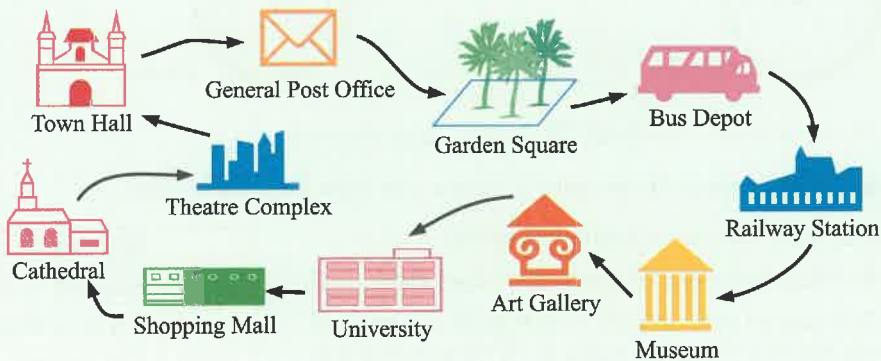 Town Hall
General Post Office
Garden Square
Bus Depot
Railway Station
Museum
Art Gallery
University
Shopping Mall
Cathedral
Theatre Complex